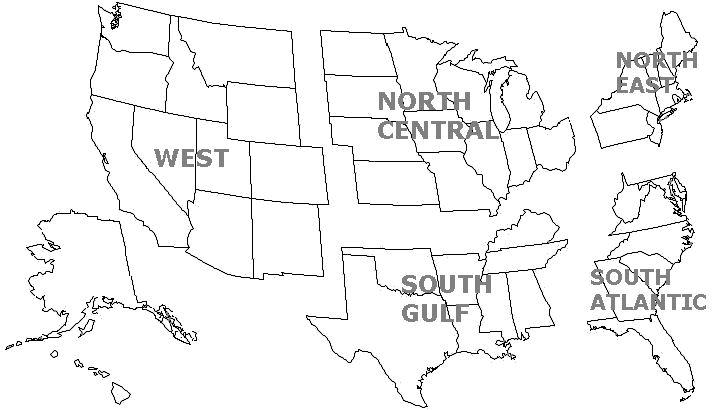 WEST
NORTH
CENTRAL
NORTH
EAST
SOUTH
GULF
SOUTH
ATLANTIC